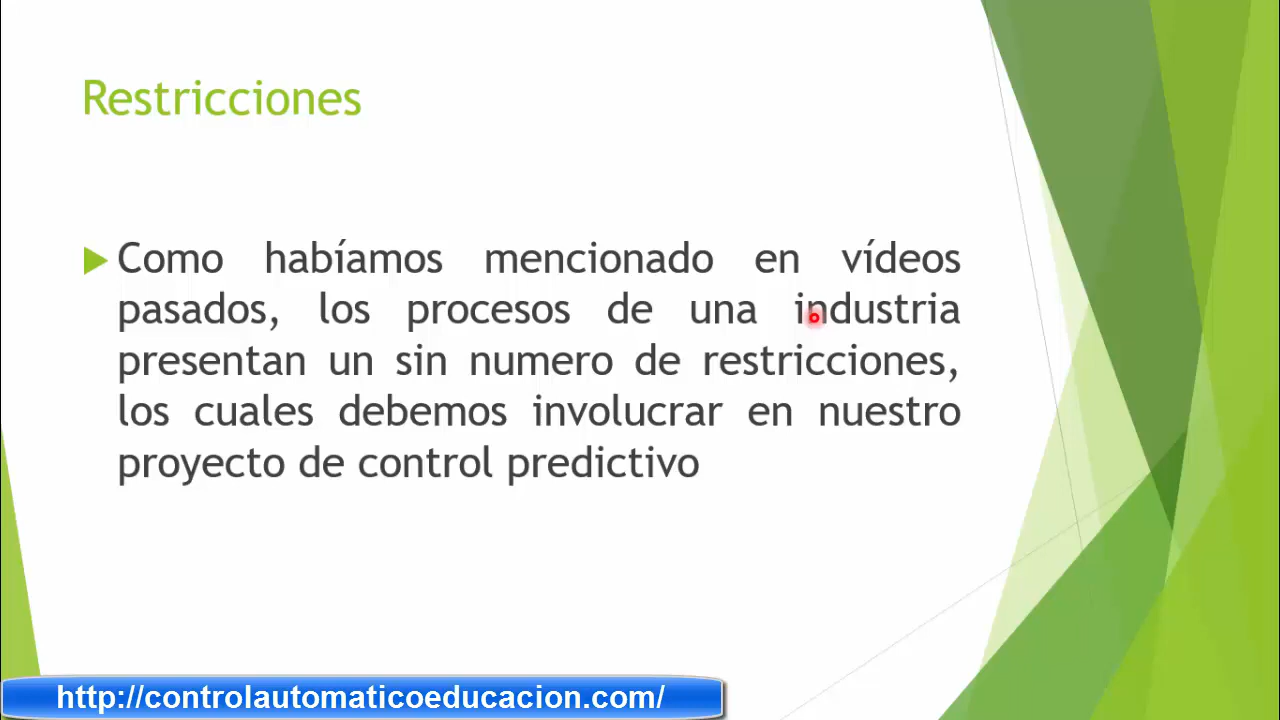 Restricciones
Como habíamos mencionado en vídeos
pasados, los procesos de una industria
presentan un sin numero de restricciones,
los cuales debemos involucrar en nuestro
proyecto de control predictivo
http://controlautomaticoeducacion.com/